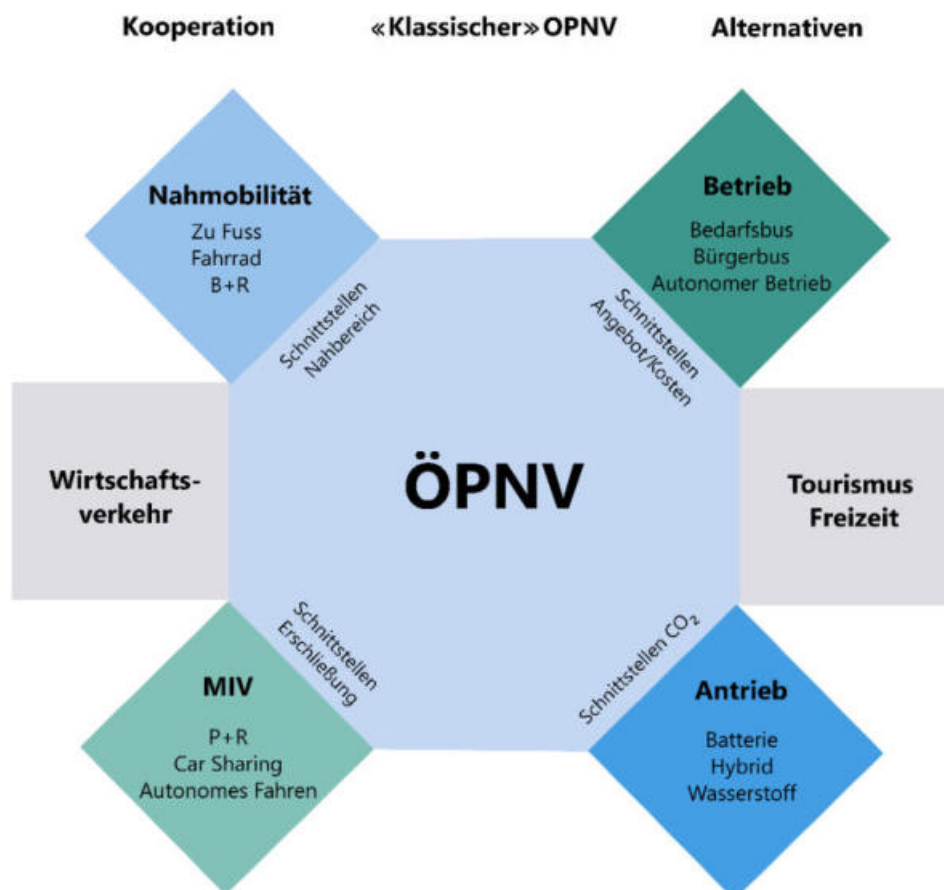 Kooperation
«Klassischer» ÖPNV
Alternativen
Nahmobilität
Zu Fuss
Fahrrad
B+R
Schnittstellen
Nahbereich
Betrieb
Bedarfsbus
Bürgerbus
Autonomer Betrieb
Schnittstellen
Angebot/Kosten
Wirtschafts-
verkehr
ÖPNV
Tourismus
Freizeit
Schnittstellen
Erschließung
MIV
P+R
Car Sharing
Autonomes Fahren
Schnittstellen CO₂
Antrieb
Batterie
Hybrid
Wasserstoff